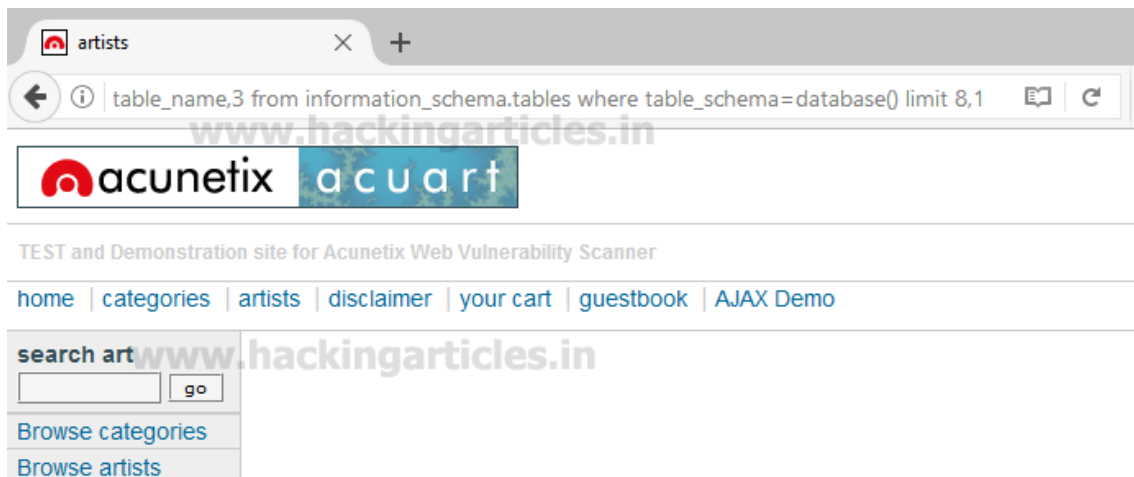 artists
table_name,3 from information_schema.tables where table_schema=database() limit 8,1
www.hackingarticles.in
acunetix acuart
TEST and Demonstration site for Acunetix Web Vulnerability Scanner
home | categories | artists | disclaimer | your cart | guestbook | AJAX Demo
search art
www.hackingarticles.in
go
Browse categories
Browse artists